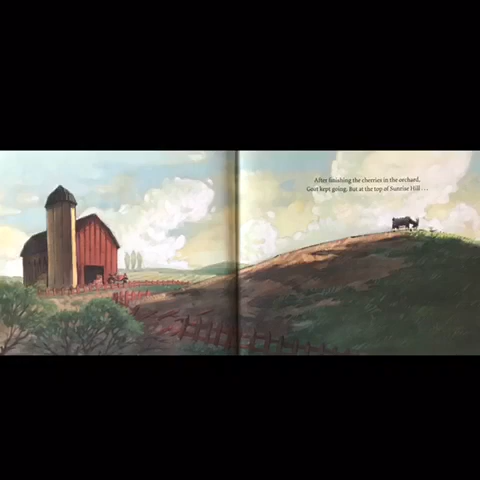 After finishing the cherries in the orchard,
Goat kept going. But at the top of Sunrise Hill . . .